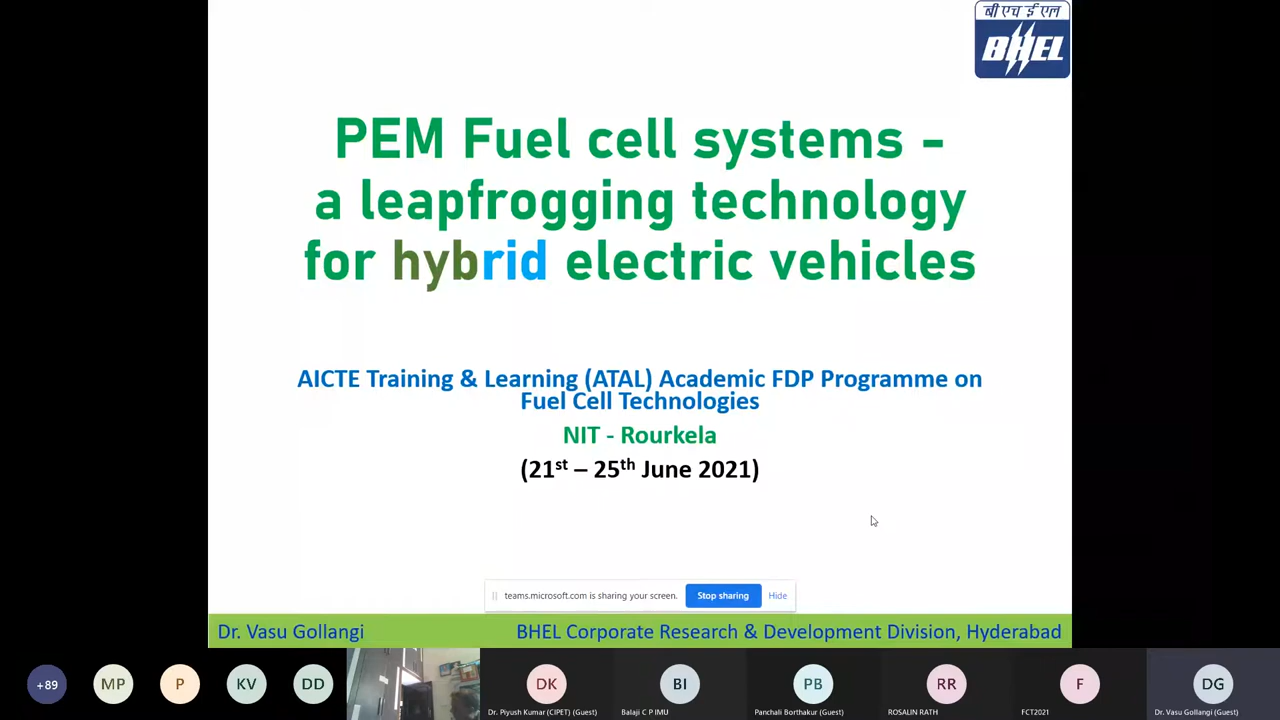 बी एच ई एल
BHEL
PEM Fuel cell systems -
a leapfrogging technology
for hybrid electric vehicles
AICTE Training & Learning (ATAL) Academic FDP Programme on
Fuel Cell Technologies
NIT - Rourkela
(21st – 25th June 2021)
teams.microsoft.com is sharing your screen.
Stop sharing
Hide
Dr. Vasu Gollangi
BHEL Corporate Research & Development Division, Hyderabad
+89
MP
P
KV
DD
DK
BI
PB
RR
F
DG
Dr. Piyush Kumar (CIPET) (Guest)
Balaji C P IMU
Panchali Borthakur (Guest)
ROSALIN RATH
FCT2021
Dr. Vasu Gollangi (Guest)